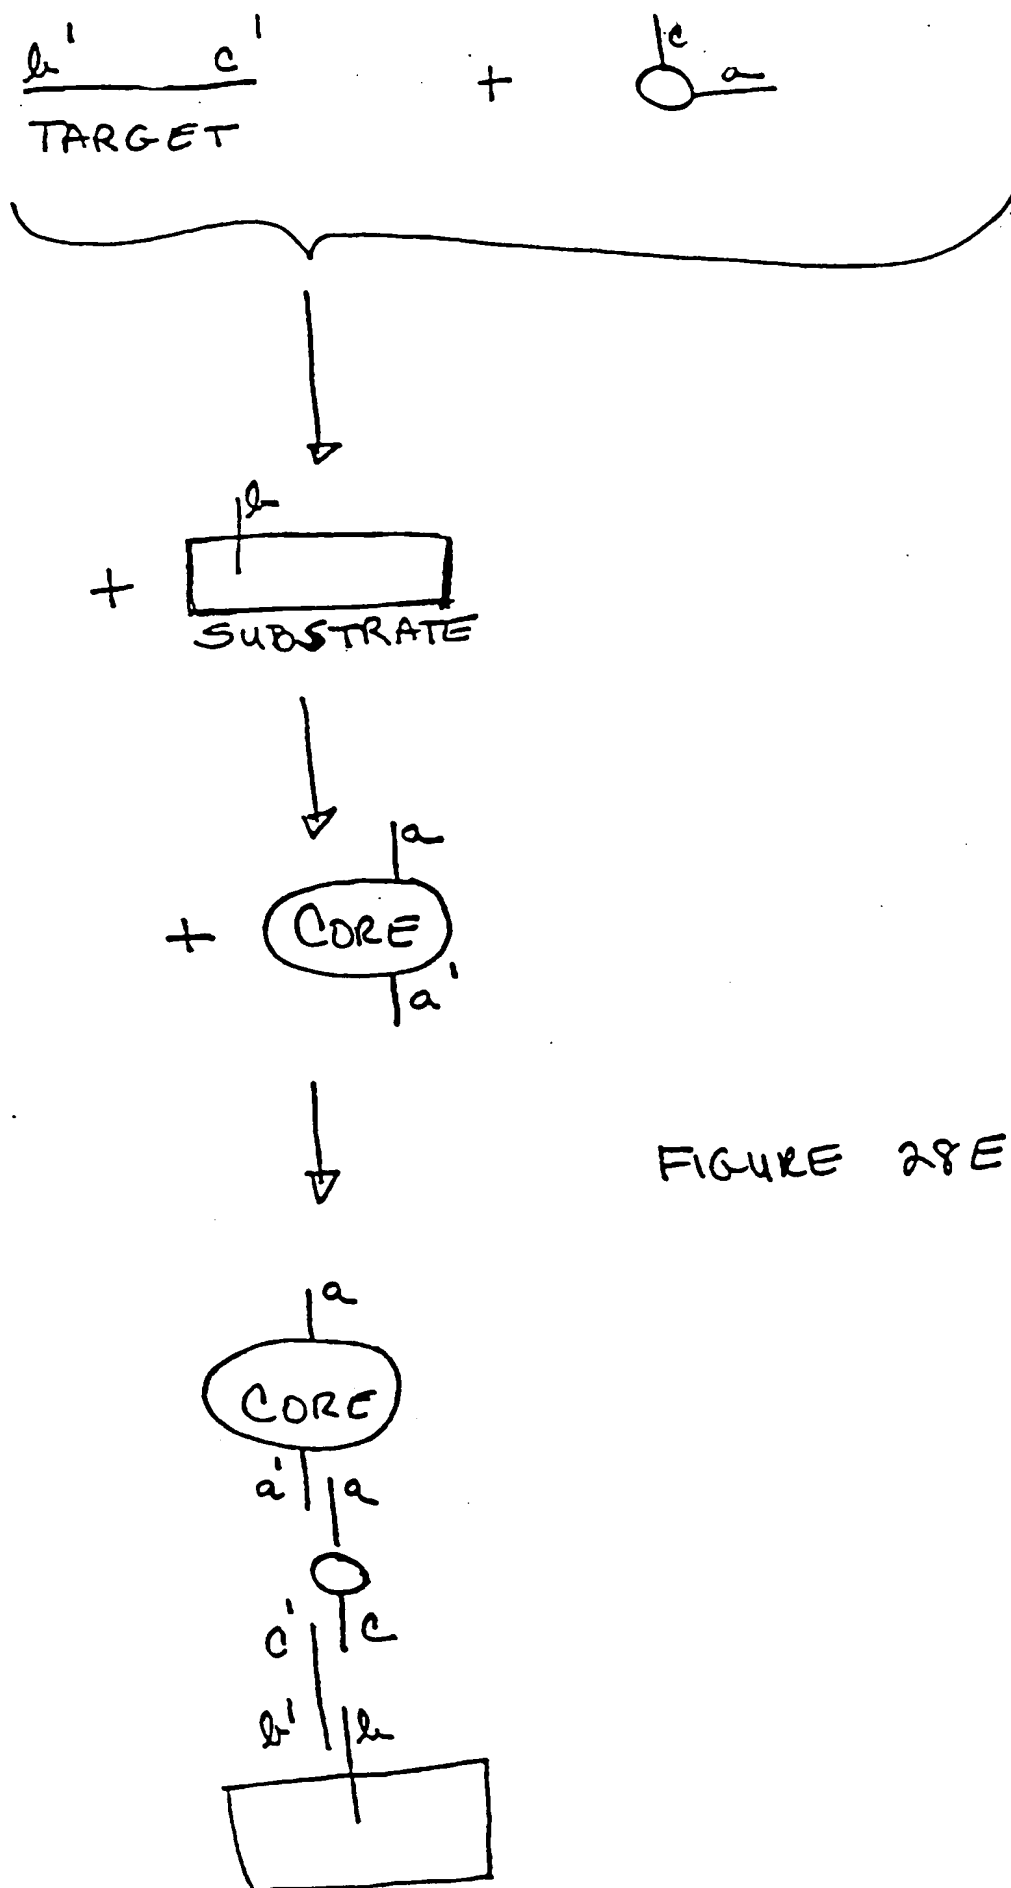 b' c' + c a
TARGET
b
+
SUBSTRATE
a
+ CORE
a'
FIGURE 28E
a
CORE
a' a
c' c
b' b